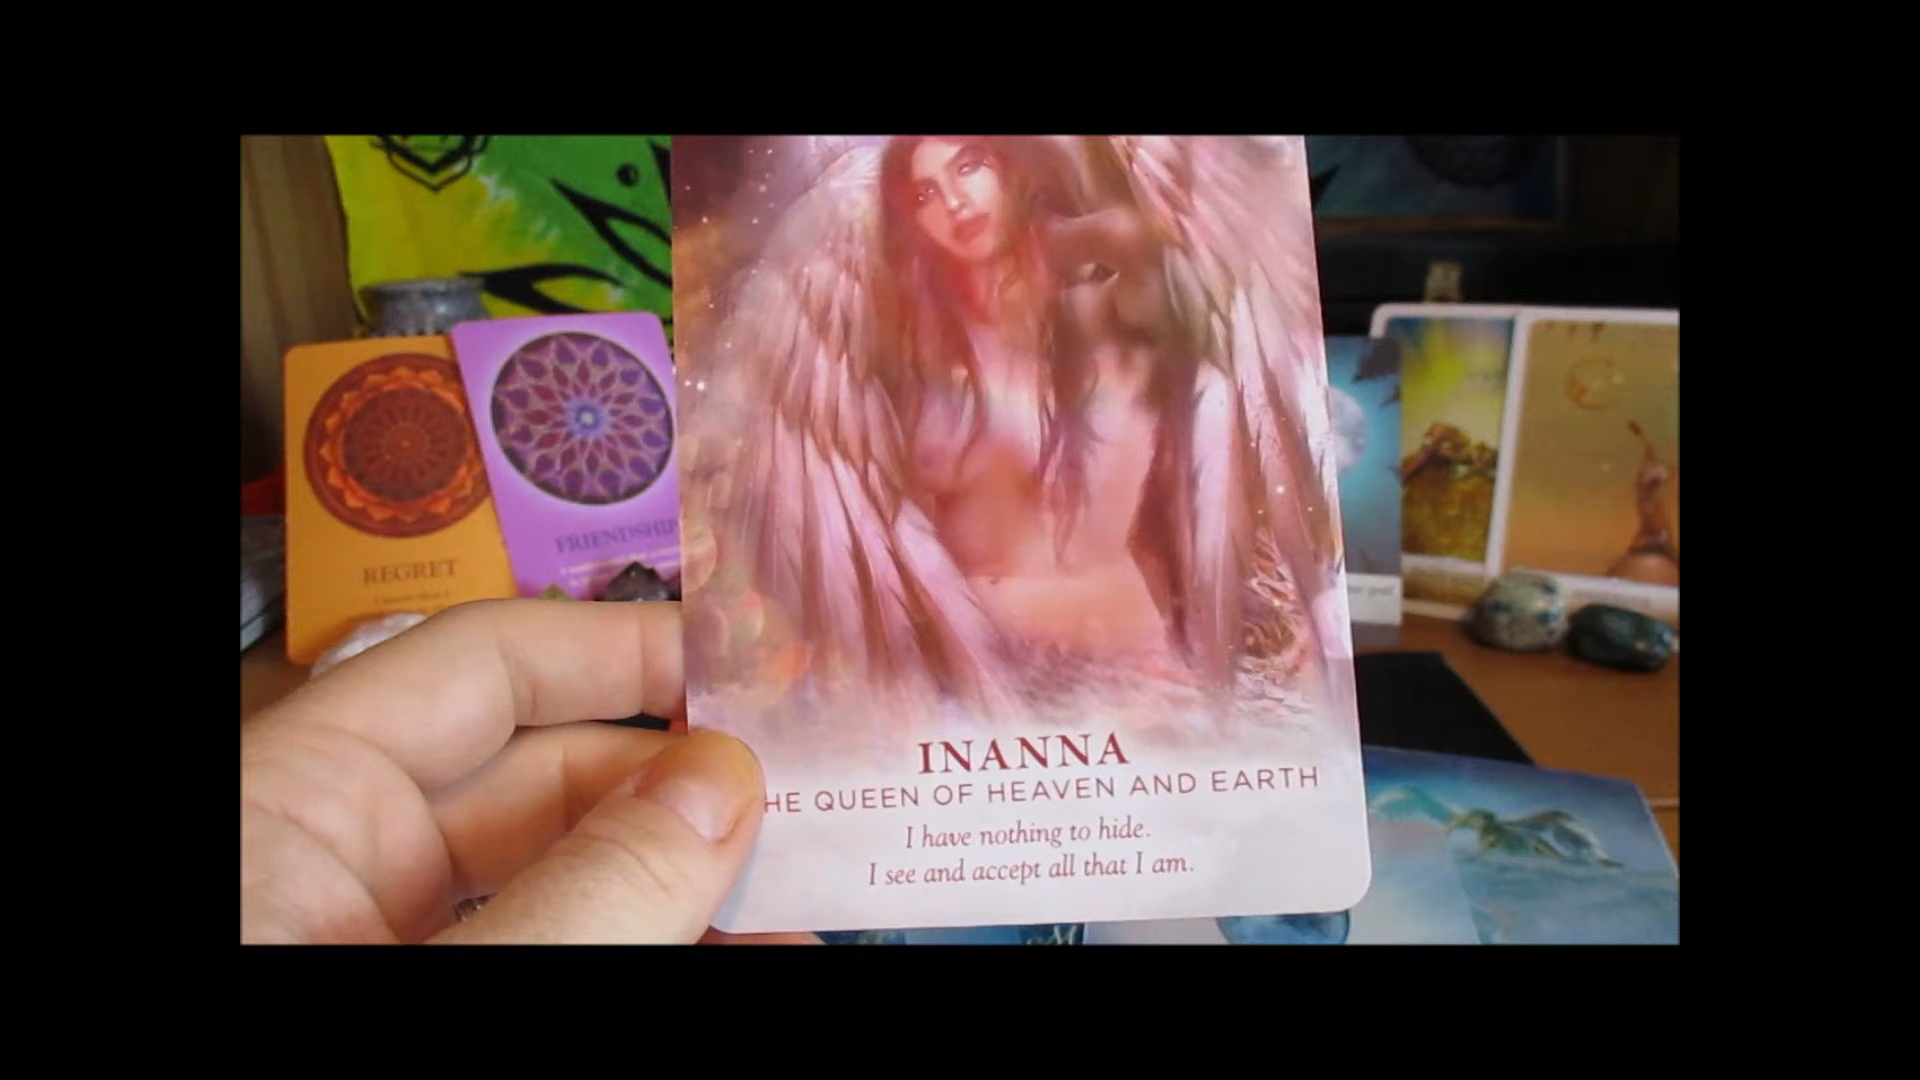 REGRET
FRIENDSHIP
INANNA
HE QUEEN OF HEAVEN AND EARTH
I have nothing to hide.
I see and accept all that I am.